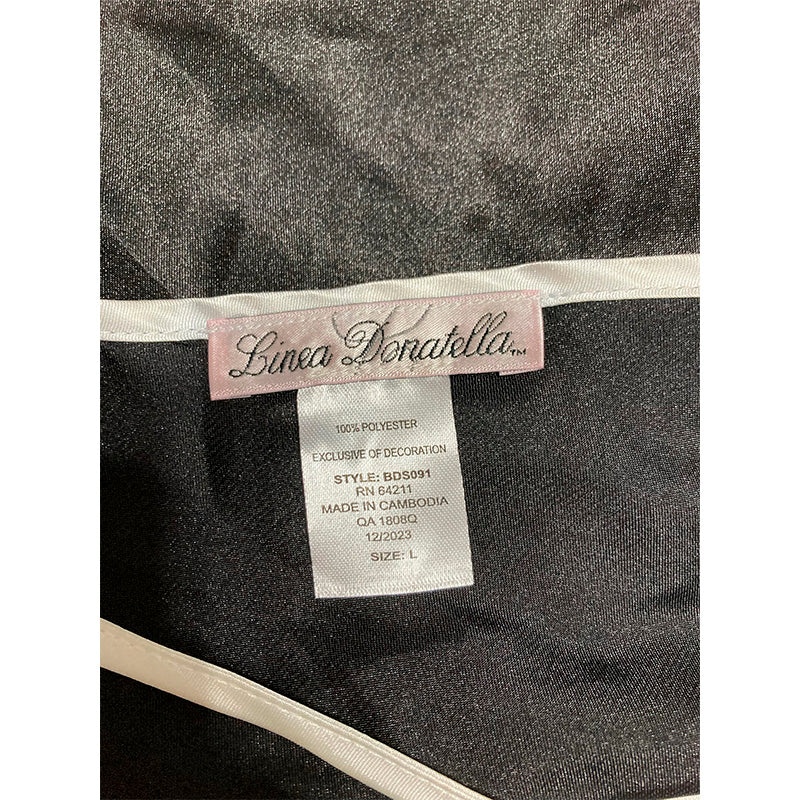 Linea Donatella™
100% POLYESTER
EXCLUSIVE OF DECORATION
STYLE: BDS091
RN 64211
MADE IN CAMBODIA
QA 1808Q
12/2023
SIZE: L